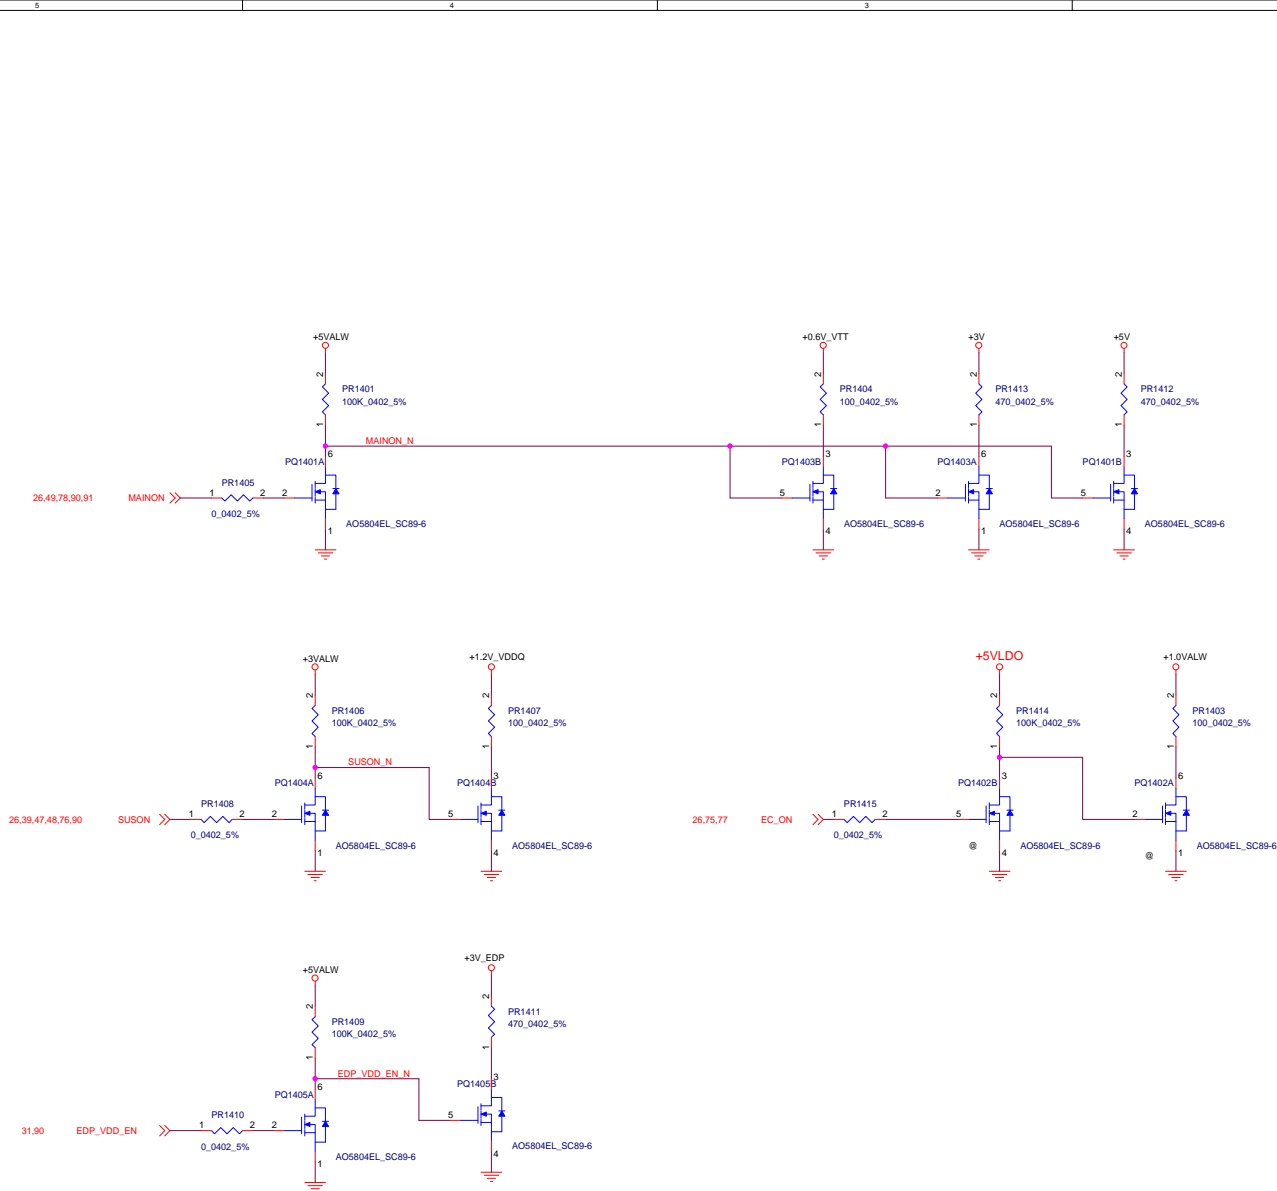 5 4 3
+5VALW +0.6V_VTT +3V +5V
2 2 2 2
PR1401 PR1404 PR1413 PR1412
100K_0402_5% 100_0402_5% 470_0402_5% 470_0402_5%
1 1 1 1
MAINON_N
6 3 6 3
PQ1401A PQ1403B PQ1403A PQ1401B
PR1405
26,49,78,90,91 MAINON 1 2 2 5 2 5
0_0402_5%
AO5804EL_SC89-6 AO5804EL_SC89-6 AO5804EL_SC89-6 AO5804EL_SC89-6
1 4 1 4
+3VALW +1.2V_VDDQ +5VLDO +1.0VALW
2 2 2 2
PR1406 PR1407 PR1414 PR1403
100K_0402_5% 100_0402_5% 100K_0402_5% 100_0402_5%
1 1 1 1
SUSON_N
6 3 3 6
PQ1404A PQ1404B PQ1402B PQ1402A
PR1408 PR1415
26,39,47,48,76,90 SUSON 1 2 2 5 26,75,77 EC_ON 1 2 5 2
0_0402_5% 0_0402_5%
AO5804EL_SC89-6 AO5804EL_SC89-6 @ AO5804EL_SC89-6 AO5804EL_SC89-6
1 4 4 @ 1
+5VALW +3V_EDP
2 2
PR1409 PR1411
100K_0402_5% 470_0402_5%
1 1
EDP_VDD_EN_N
6 3
PQ1405A PQ1405B
PR1410
31,90 EDP_VDD_EN 1 2 2 5
0_0402_5%
AO5804EL_SC89-6 AO5804EL_SC89-6
1 4